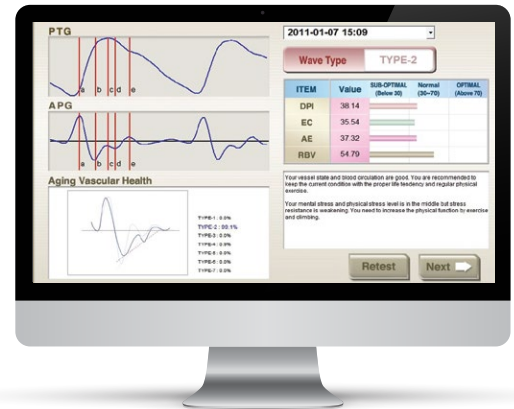 PTG
a b c d e
APG
a b c d e
Aging Vascular Health
TYPE-1 : 0.0%
TYPE-2 : 99.1%
TYPE-3 : 0.0%
TYPE-4 : 0.9%
TYPE-5 : 0.0%
TYPE-6 : 0.0%
TYPE-7 : 0.0%
2011-01-07 15:09
Wave Type TYPE-2
ITEM Value SUB-OPTIMAL (Below 30) Normal (30~70) OPTIMAL (Above 70)
DPI 38.14
EC 35.54
AE 37.32
RBV 54.79
Your vessel state and blood circulation are good. You are recommended to
keep the current condition with the proper life tendency and regular physical
exercise.
Your mental stress and physical stress level is in the middle but stress
resistance is weakening. You need to increase the physical function by exercise
and climbing.
Retest Next